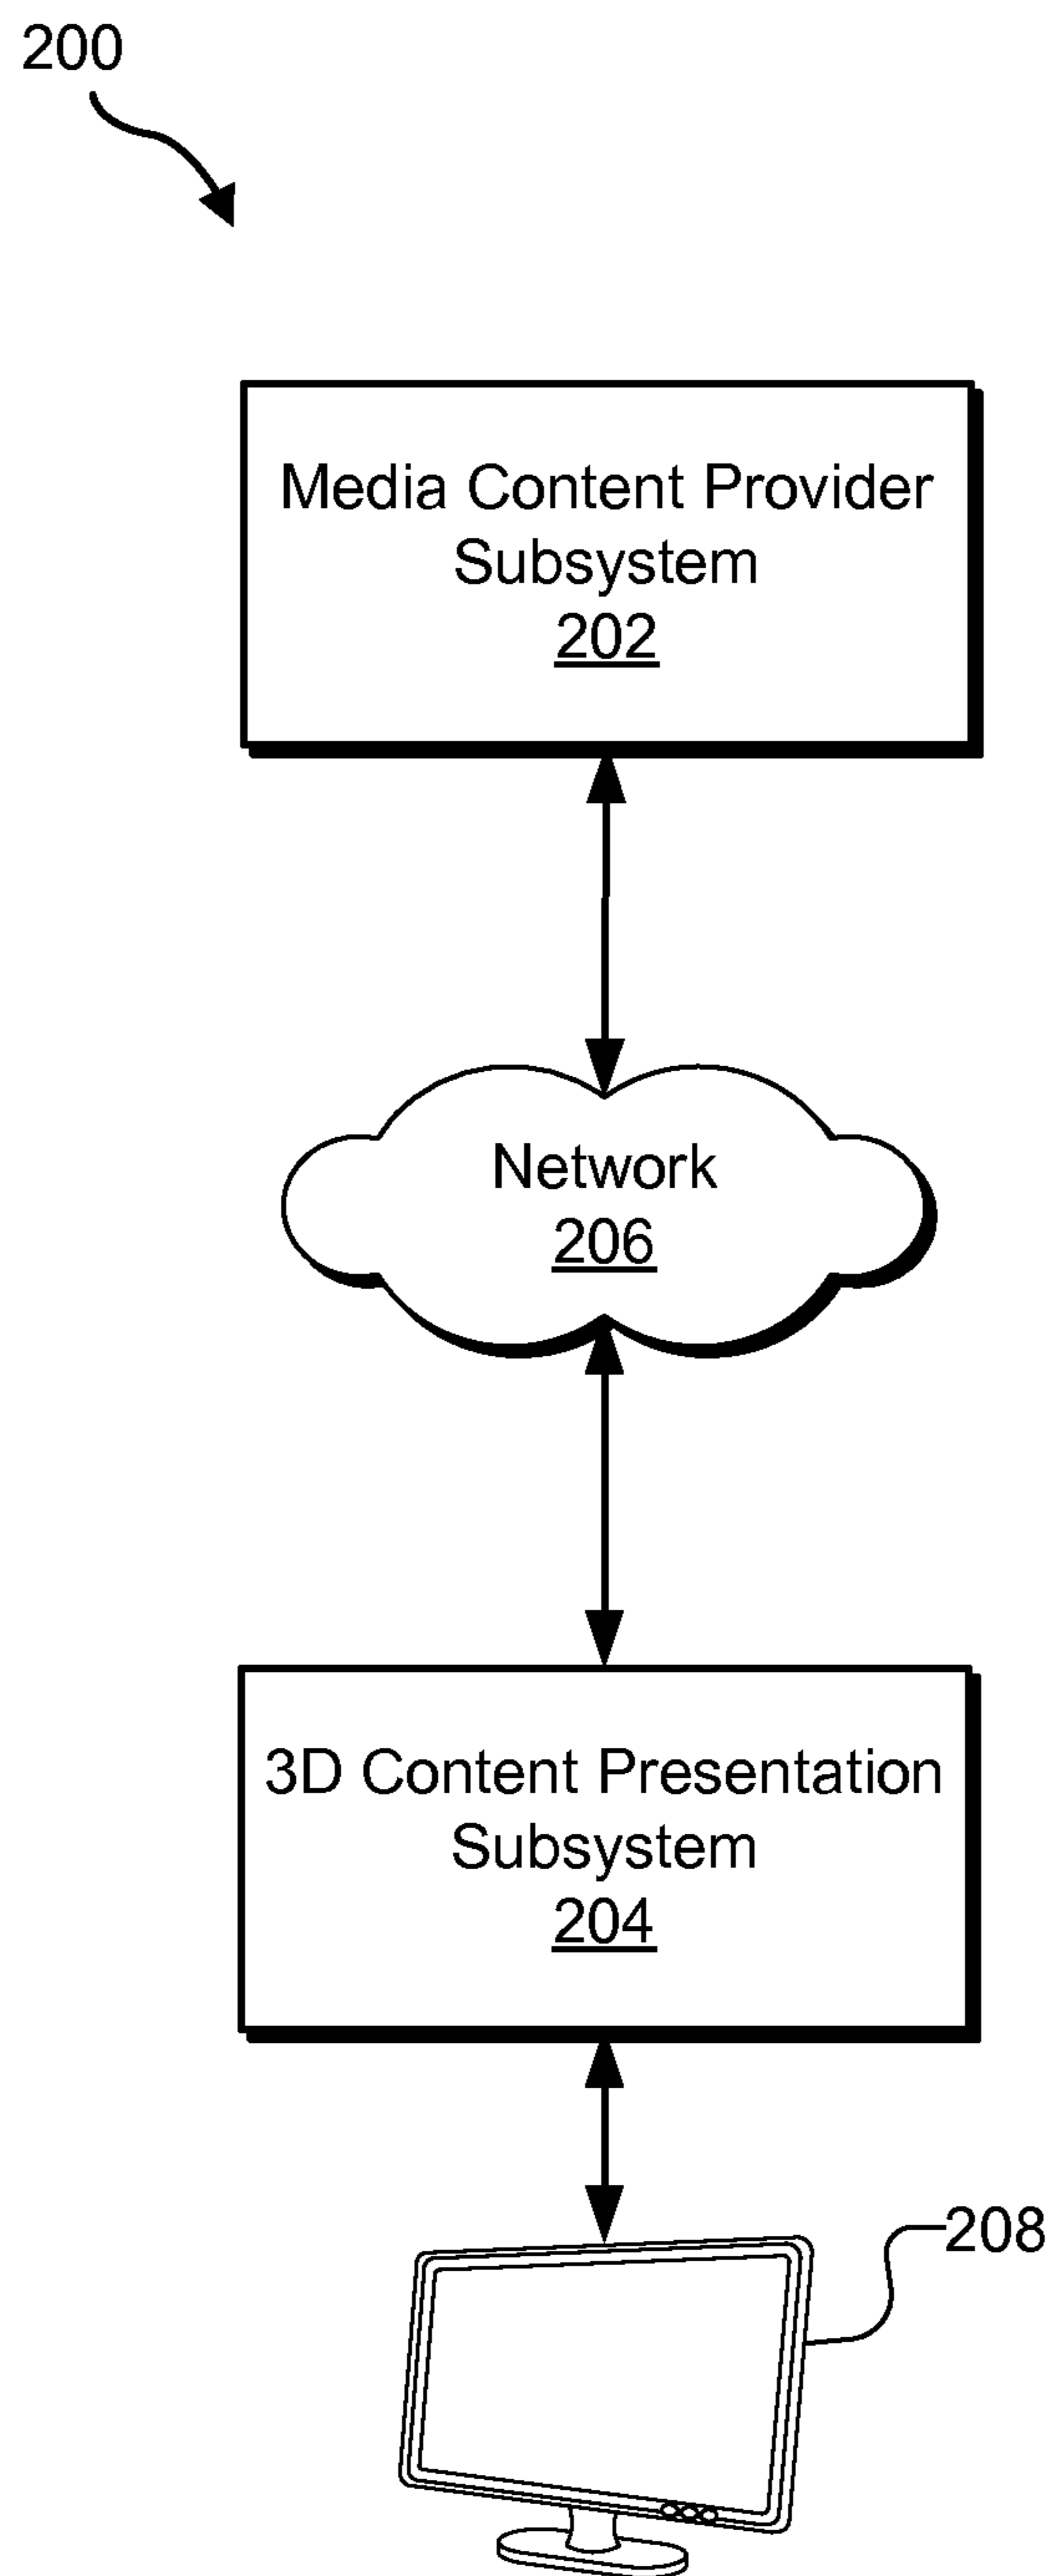 200
Media Content Provider
Subsystem
202
Network
206
3D Content Presentation
Subsystem
204
208